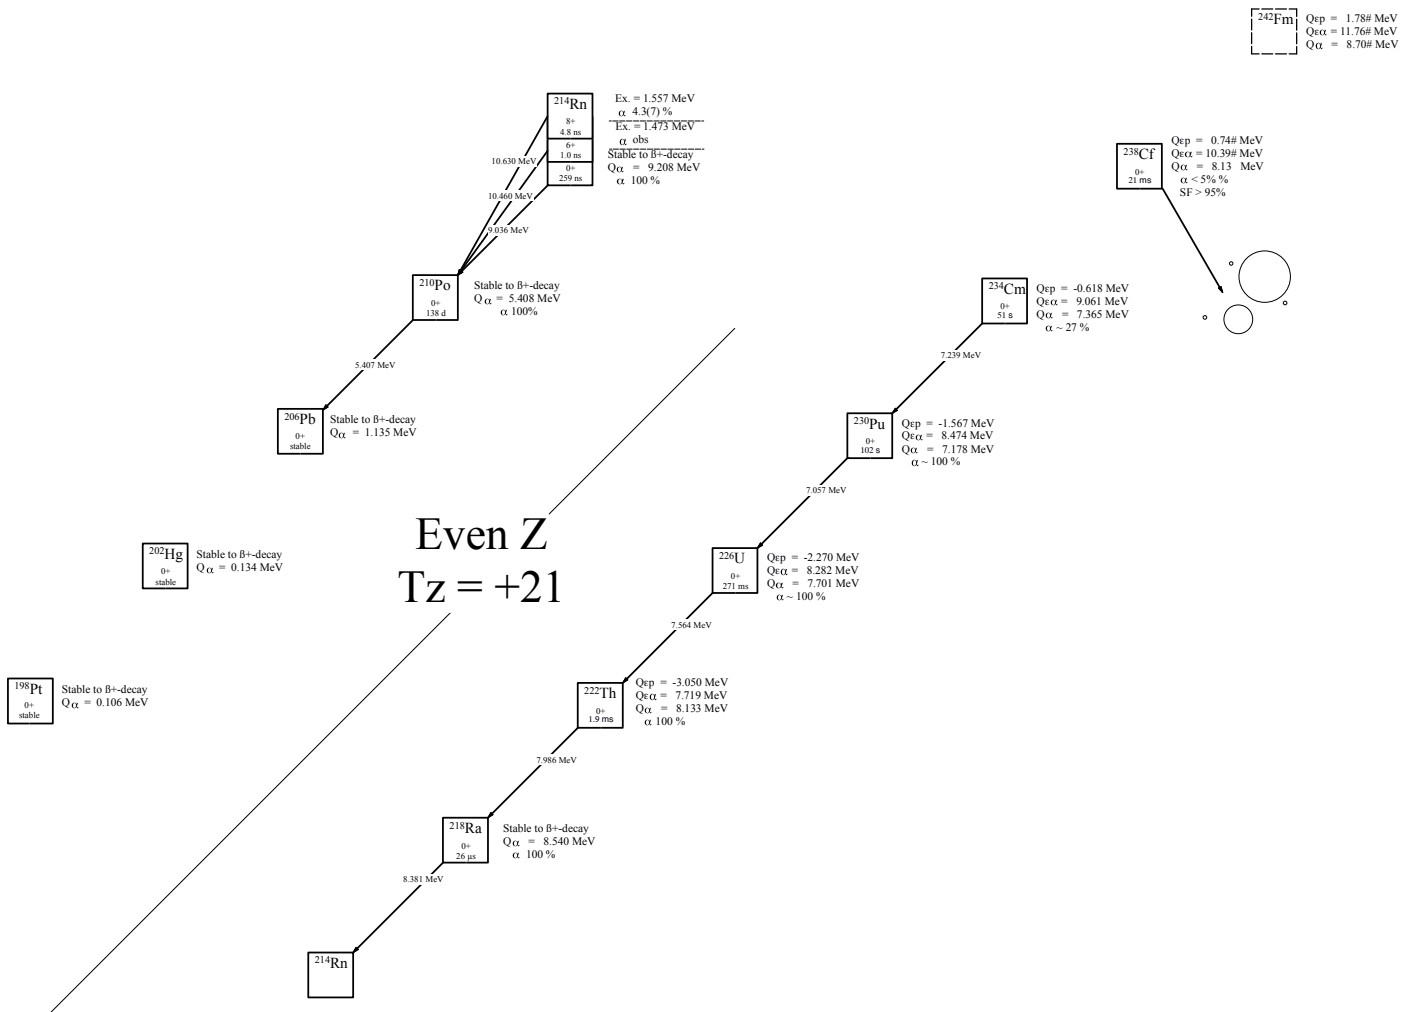 242Fm
Qεp = 1.78# MeV
Qεα = 11.76# MeV
Qα = 8.70# MeV
214Rn
8+
4.8 ns
6+
1.0 ns
0+
259 ns
Ex. = 1.557 MeV
α 4.3(7) %
Ex. = 1.473 MeV
α obs
Stable to ß+-decay
Qα = 9.208 MeV
α 100 %
10.630 MeV
10.460 MeV
9.036 MeV
238Cf
0+
21 ms
Qεp = 0.74# MeV
Qεα = 10.39# MeV
Qα = 8.13 MeV
α < 5% %
SF > 95%
210Po
0+
138 d
Stable to ß+-decay
Qα = 5.408 MeV
α 100%
5.407 MeV
234Cm
0+
51 s
Qεp = -0.618 MeV
Qεα = 9.061 MeV
Qα = 7.365 MeV
α ~ 27 %
7.239 MeV
206Pb
0+
stable
Stable to ß+-decay
Qα = 1.135 MeV
230Pu
0+
102 s
Qεp = -1.567 MeV
Qεα = 8.474 MeV
Qα = 7.178 MeV
α ~ 100 %
7.057 MeV
Even Z
Tz = +21
202Hg
0+
stable
Stable to ß+-decay
Qα = 0.134 MeV
226U
0+
271 ms
Qεp = -2.270 MeV
Qεα = 8.282 MeV
Qα = 7.701 MeV
α ~ 100 %
7.564 MeV
198Pt
0+
stable
Stable to ß+-decay
Qα = 0.106 MeV
222Th
0+
1.9 ms
Qεp = -3.050 MeV
Qεα = 7.719 MeV
Qα = 8.133 MeV
α 100 %
7.986 MeV
218Ra
0+
26 µs
Stable to ß+-decay
Qα = 8.540 MeV
α 100 %
8.381 MeV
214Rn